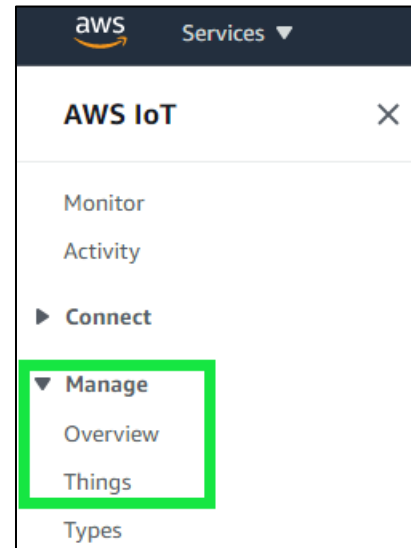 aws Services ▼
AWS IoT ×
Monitor
Activity
▶ Connect
▼ Manage
Overview
Things
Types